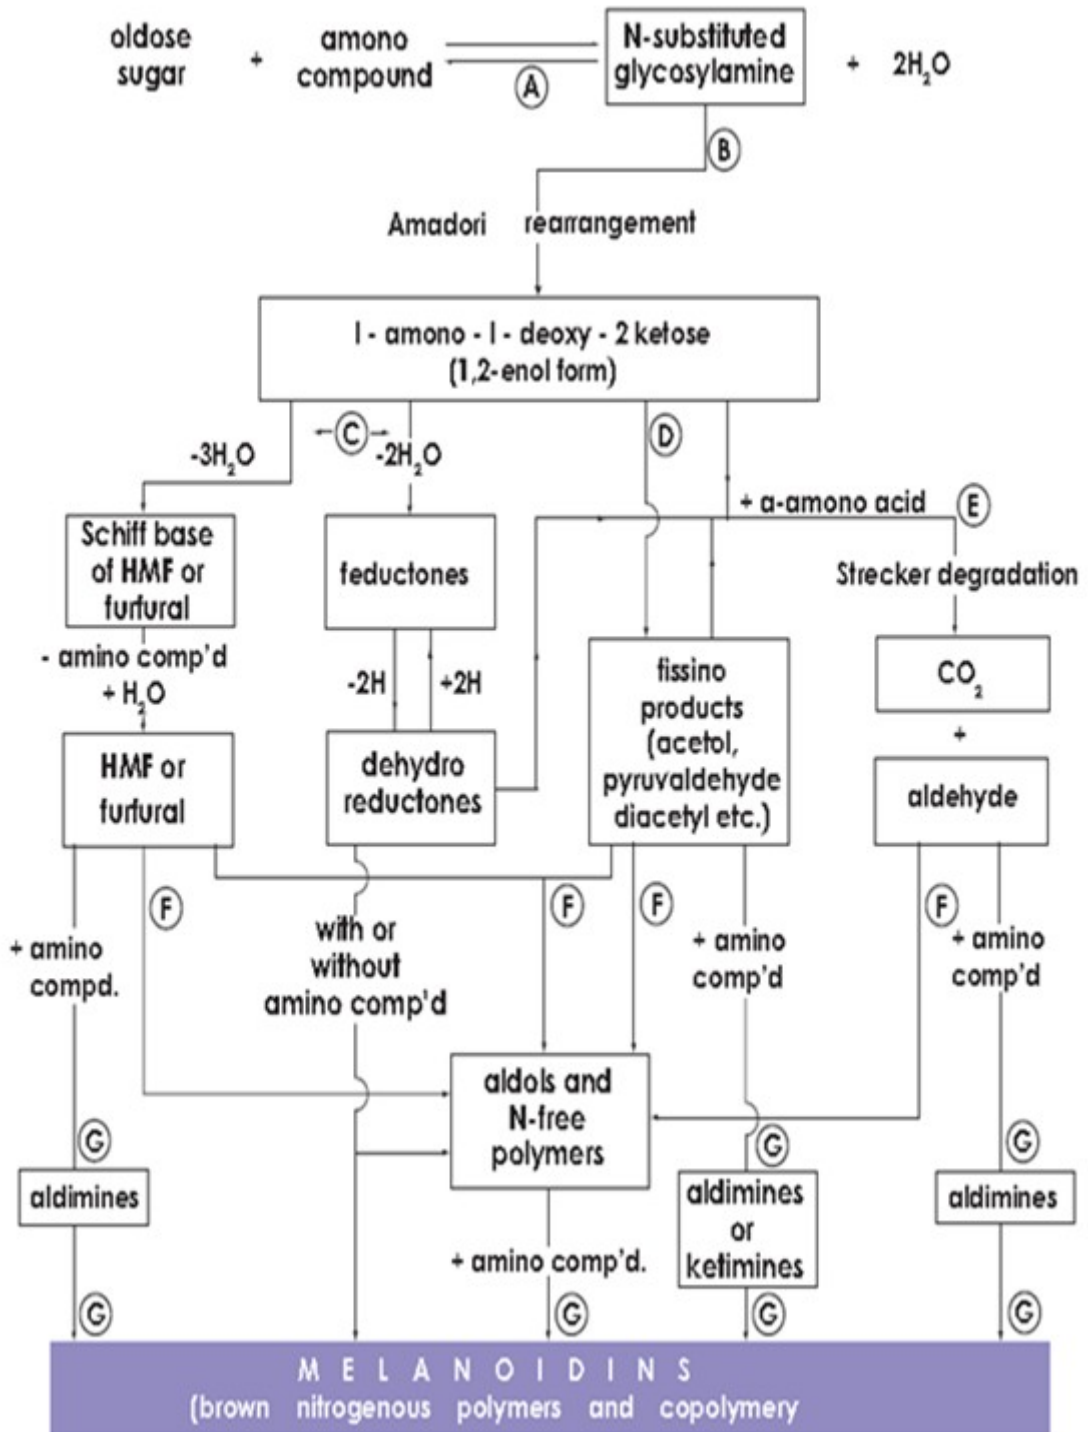 oldose
sugar
+
amono
compound
A
N-substituted
glycosylamine
+
2H₂O
B
Amadori rearrangement
l - amono - l - deoxy - 2 ketose
(1,2-enol form)
C
-3H₂O
-2H₂O
D
+ a-amono acid
E
Schiff base
of HMF or
furfural
feductones
Strecker degradation
- amino comp'd
+ H₂O
-2H
+2H
fissino
products
(acetol,
pyruvaldehyde
diacetyl etc.)
CO₂
+
HMF or
furfural
dehydro
reductones
aldehyde
F
F
F
F
+ amino
compd.
with or
without
amino comp'd
+ amino
comp'd
+ amino
comp'd
aldols and
N-free
polymers
G
G
G
aldimines
aldimines
or
ketimines
aldimines
+ amino comp'd.
G
G
G
G
MELANOIDINS
(brown nitrogenous polymers and copolymery